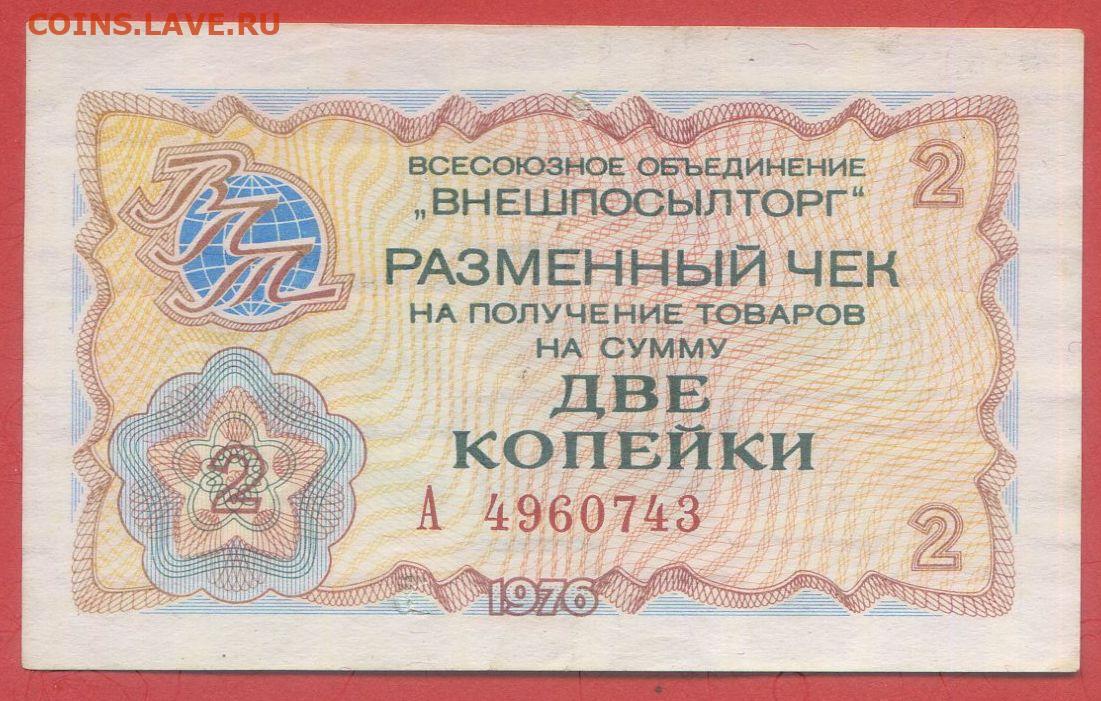 COINS.LAVE.RU
ВПТ
ВСЕСОЮЗНОЕ ОБЪЕДИНЕНИЕ
„ВНЕШПОСЫЛТОРГ“
2
РАЗМЕННЫЙ ЧЕК
НА ПОЛУЧЕНИЕ ТОВАРОВ
НА СУММУ
ДВЕ
КОПЕЙКИ
2
А 4960743
2
1976